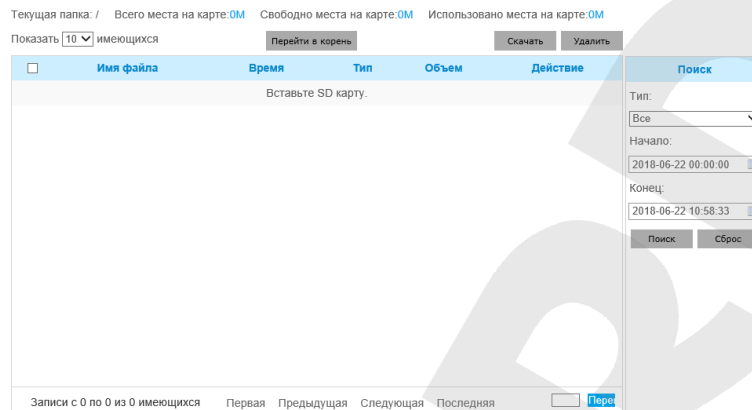 Текущая папка: / Всего места на карте:0M Свободно места на карте:0M Использовано места на карте:0M
Показать 10 имеющихся Перейти в корень Скачать Удалить
Имя файла Время Тип Объем Действие
Вставьте SD карту.
Поиск
Тип:
Все
Начало:
2018-06-22 00:00:00
Конец:
2018-06-22 10:58:33
Поиск Сброс
Записи с 0 по 0 из 0 имеющихся Первая Предыдущая Следующая Последняя